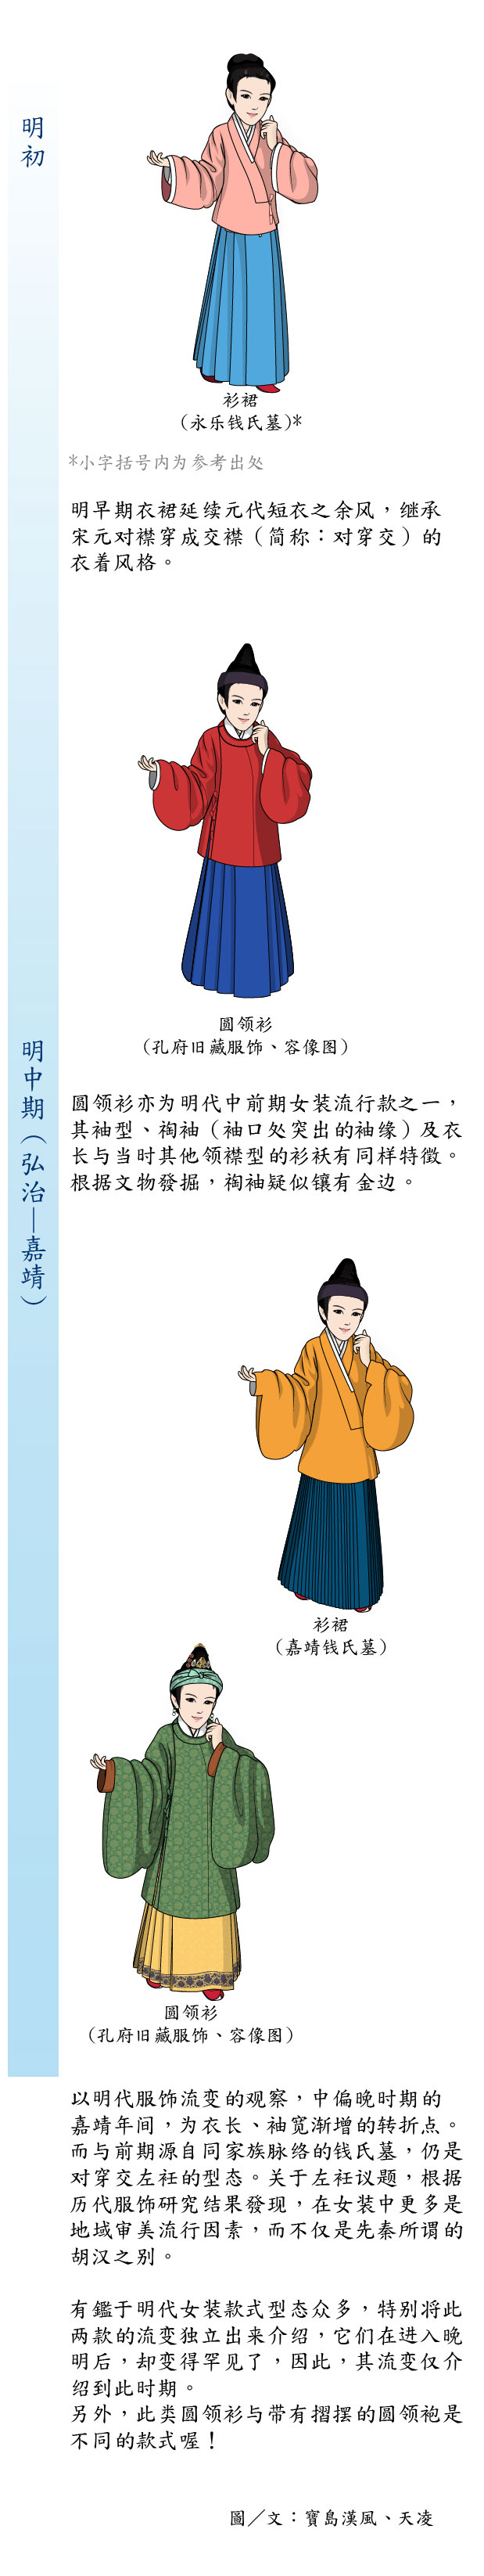 明初
衫裙
（永乐钱氏墓）*
*小字括号内为参考出处
明早期衣裙延续元代短衣之余风，继承
宋元对襟穿成交襟（简称：对穿交）的
衣着风格。
明中期（弘治—嘉靖）
圆领衫
（孔府旧藏服饰、容像图）
圆领衫亦为明代中前期女装流行款之一，
其袖型、裪袖（袖口处突出的袖缘）及衣
长与当时其他领襟型的衫袄有同样特徵。
根据文物發掘，裪袖疑似镶有金边。
衫裙
（嘉靖钱氏墓）
圆领衫
（孔府旧藏服饰、容像图）
以明代服饰流变的观察，中偏晚时期的
嘉靖年间，为衣长、袖宽渐增的转折点。
而与前期源自同家族脉络的钱氏墓，仍是
对穿交左衽的型态。关于左衽议题，根据
历代服饰研究结果發现，在女装中更多是
地域审美流行因素，而不仅是先秦所谓的
胡汉之别。
有鑑于明代女装款式型态众多，特别将此
两款的流变独立出来介绍，它们在进入晚
明后，却变得罕见了，因此，其流变仅介
绍到此时期。
另外，此类圆领衫与带有摺摆的圆领袍是
不同的款式喔！
圖／文：寶島漢風、天凌